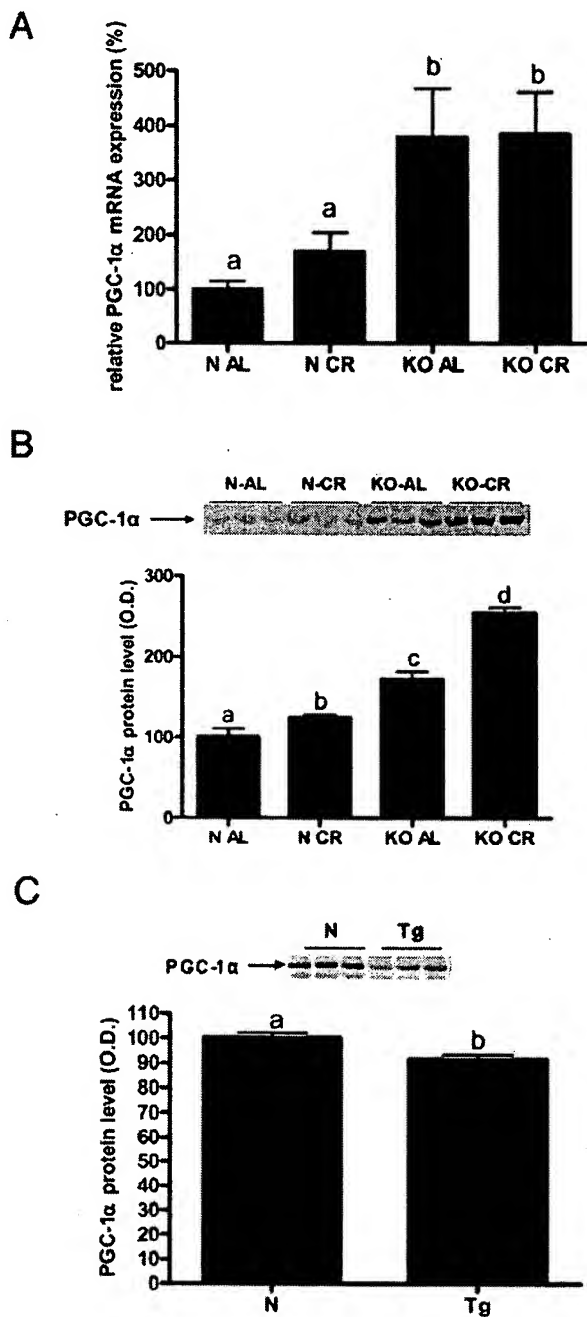 A
relative PGC-1α mRNA expression (%)
500
400
300
200
100
0
a
a
b
b
N AL
N CR
KO AL
KO CR
B
N-AL
N-CR
KO-AL
KO-CR
PGC-1α
PGC-1α protein level (O.D.)
300
200
100
0
a
b
c
d
N AL
N CR
KO AL
KO CR
C
N
Tg
PGC-1α
PGC-1α protein level (O.D.)
110
100
90
80
70
60
50
40
30
20
10
0
a
b
N
Tg